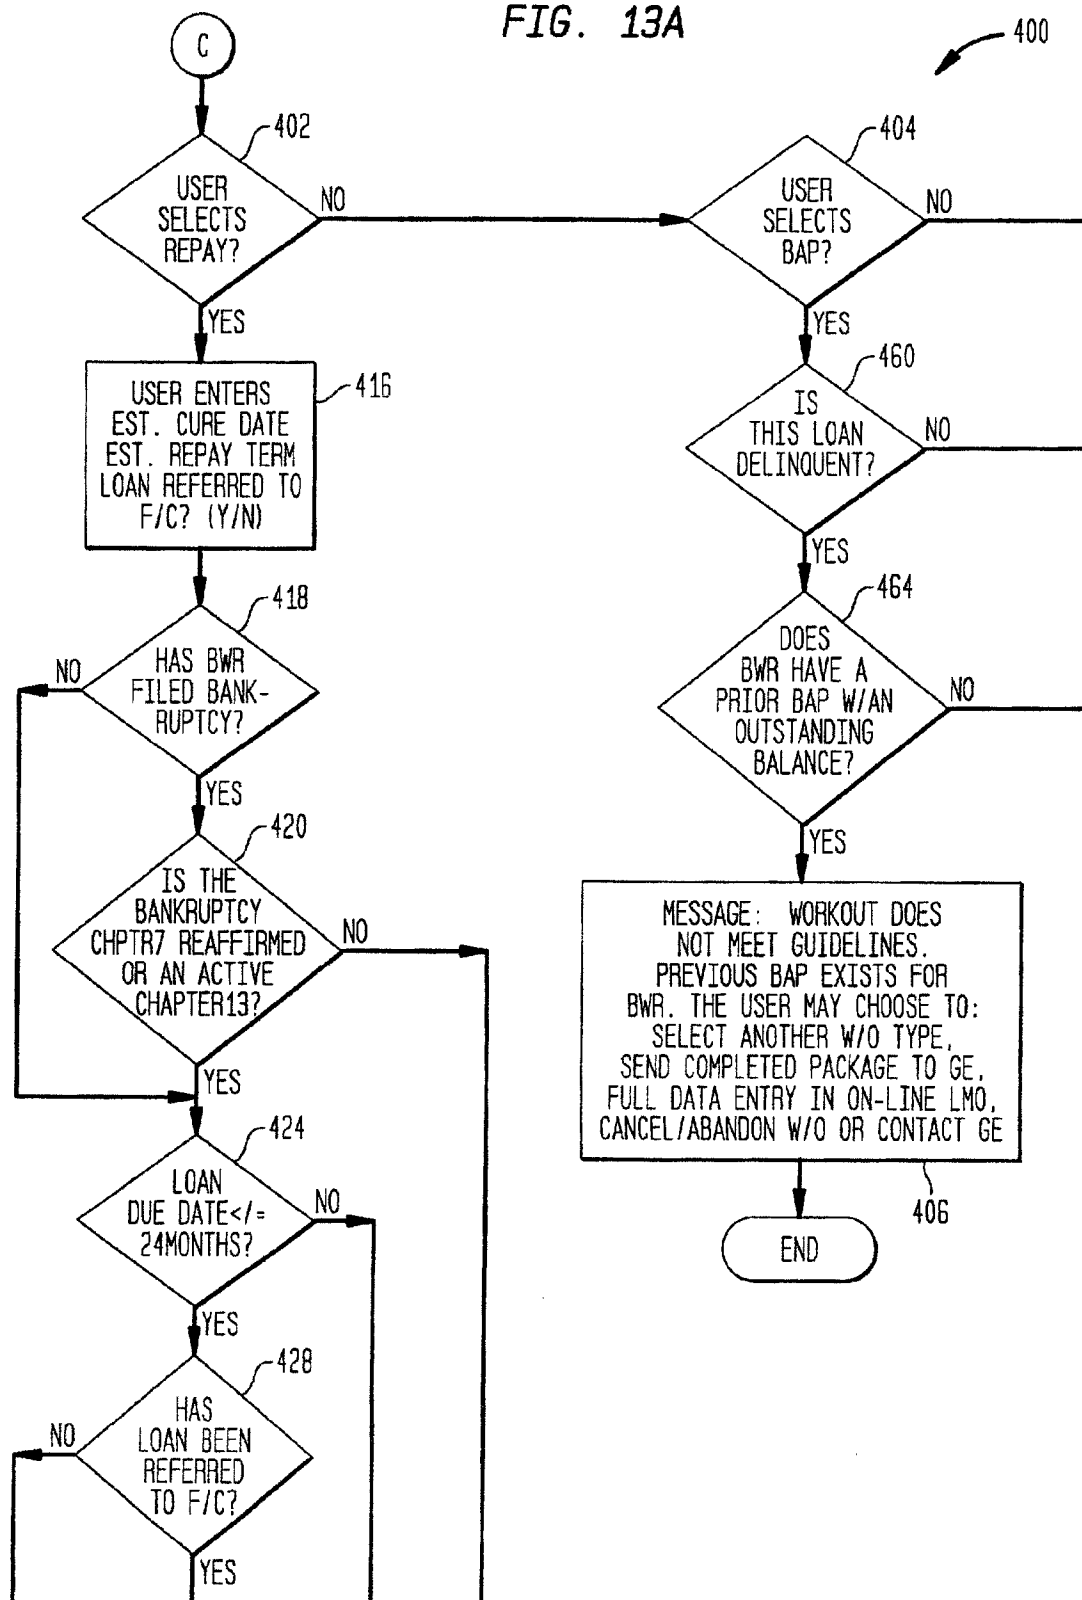 FIG. 13A
400
C
402
USER
SELECTS
REPAY?
NO
YES
404
USER
SELECTS
BAP?
NO
YES
416
USER ENTERS
EST. CURE DATE
EST. REPAY TERM
LOAN REFERRED TO
F/C? (Y/N)
460
IS
THIS LOAN
DELINQUENT?
NO
YES
418
HAS BWR
FILED BANK-
RUPTCY?
NO
YES
464
DOES
BWR HAVE A
PRIOR BAP W/AN
OUTSTANDING
BALANCE?
NO
YES
420
IS THE
BANKRUPTCY
CHPTR7 REAFFIRMED
OR AN ACTIVE
CHAPTER13?
NO
YES
MESSAGE: WORKOUT DOES
NOT MEET GUIDELINES.
PREVIOUS BAP EXISTS FOR
BWR. THE USER MAY CHOOSE TO:
SELECT ANOTHER W/O TYPE,
SEND COMPLETED PACKAGE TO GE,
FULL DATA ENTRY IN ON-LINE LMO,
CANCEL/ABANDON W/O OR CONTACT GE
406
END
424
LOAN
DUE DATE</=
24MONTHS?
NO
YES
428
HAS
LOAN BEEN
REFERRED
TO F/C?
NO
YES